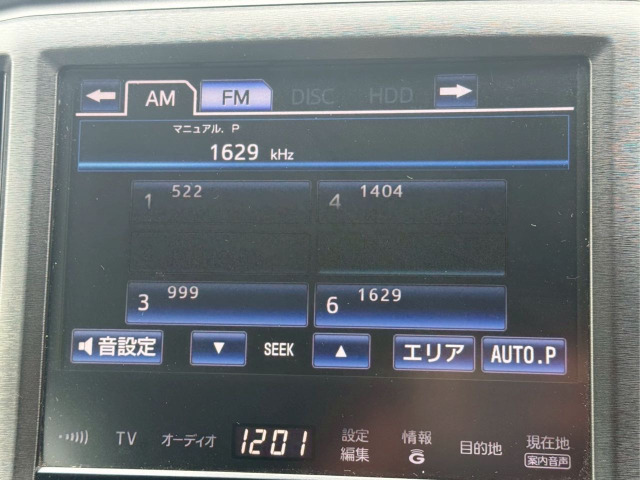 AM FM DISC HDD
マニュアル. P
1629 kHz
1 522 4 1404
3 999 6 1629
音設定 ▼ SEEK ▲ エリア AUTO.P
TV オーディオ 1201 設定編集 情報 G 目的地 現在地 案内音声